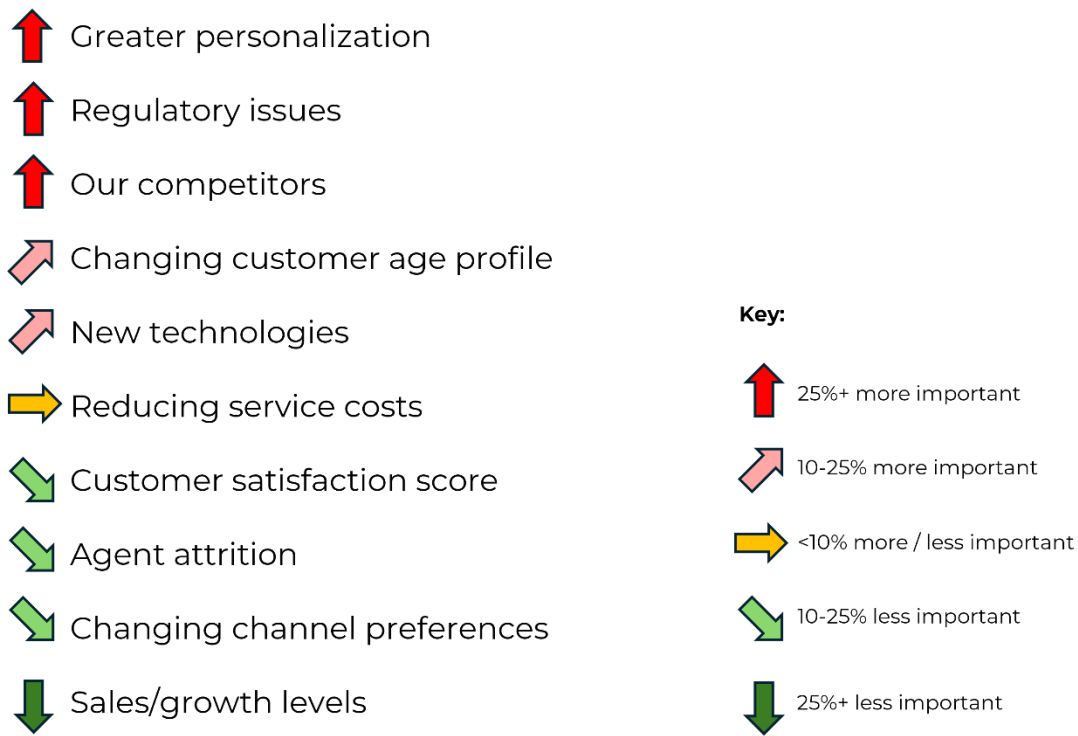 Greater personalization
Regulatory issues
Our competitors
Changing customer age profile
New technologies
Reducing service costs
Customer satisfaction score
Agent attrition
Changing channel preferences
Sales/growth levels
Key:
25%+ more important
10-25% more important
<10% more / less important
10-25% less important
25%+ less important